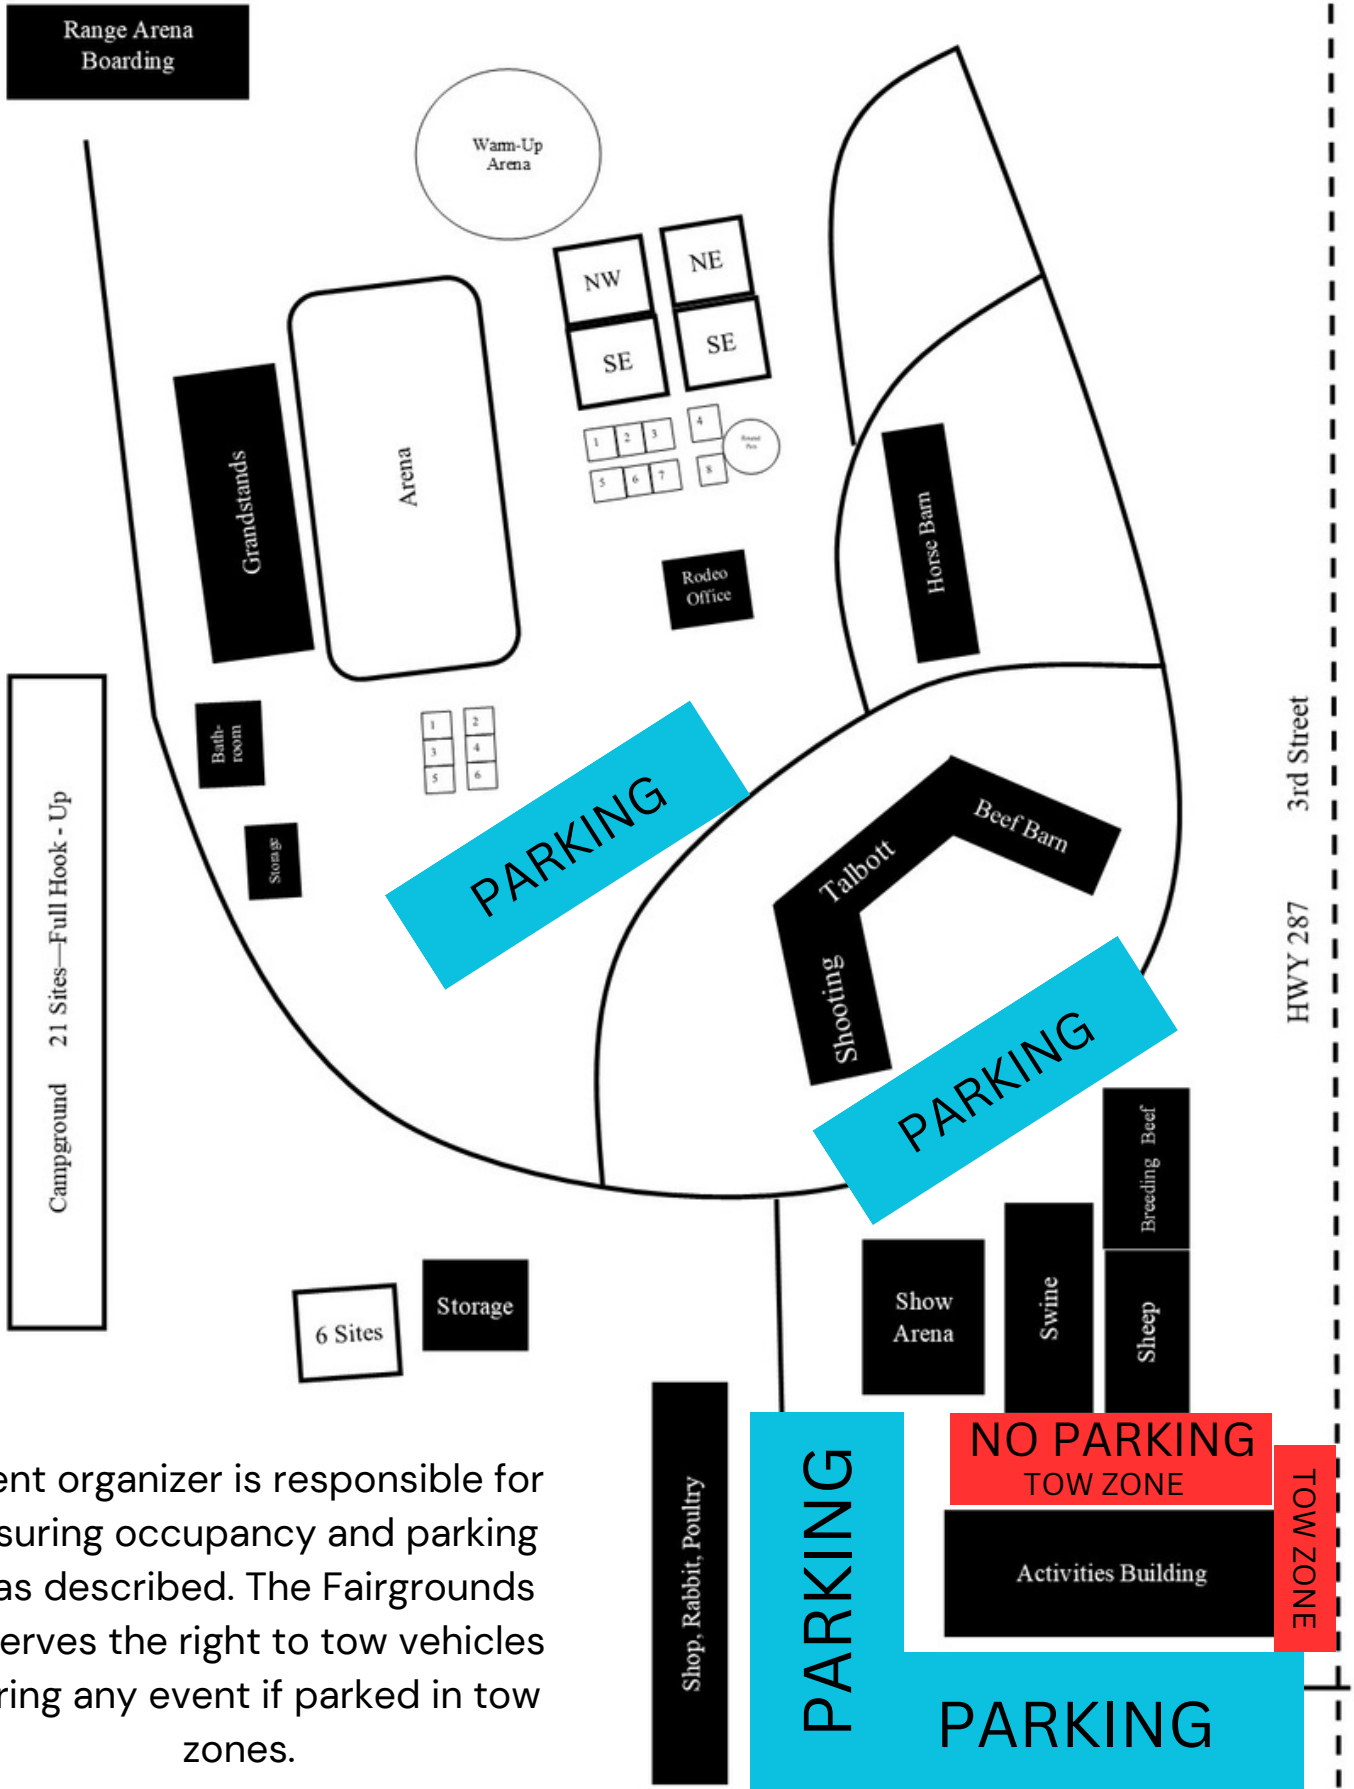 Range Arena
Boarding
Warm-Up
Arena
NW
NE
SE
SE
1
2
3
4
5
6
7
8
Round
Pen
Grandstands
Arena
Horse Barn
Rodeo
Office
Bath-
room
1
2
3
4
5
6
Storage
PARKING
Talbott
Beef Barn
Shooting
PARKING
3rd Street
HWY 287
Campground 21 Sites—Full Hook - Up
Breeding Beef
Swine
Sheep
Show
Arena
6 Sites
Storage
Shop, Rabbit, Poultry
PARKING
NO PARKING
TOW ZONE
TOW ZONE
Activities Building
PARKING
ent organizer is responsible for
suring occupancy and parking
as described. The Fairgrounds
erves the right to tow vehicles
ring any event if parked in tow
zones.